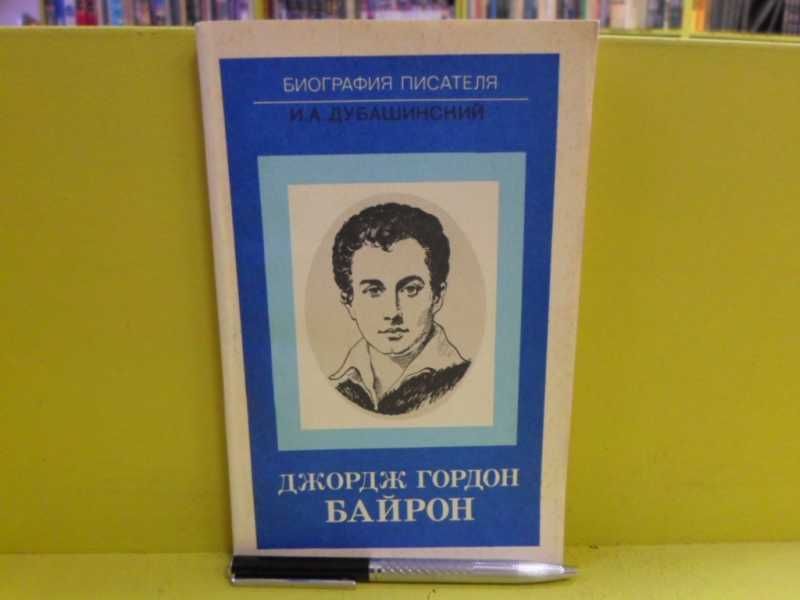 БИОГРАФИЯ ПИСАТЕЛЯ
И.А.ДУБАШИНСКИЙ
ДЖОРДЖ ГОРДОН
БАЙРОН